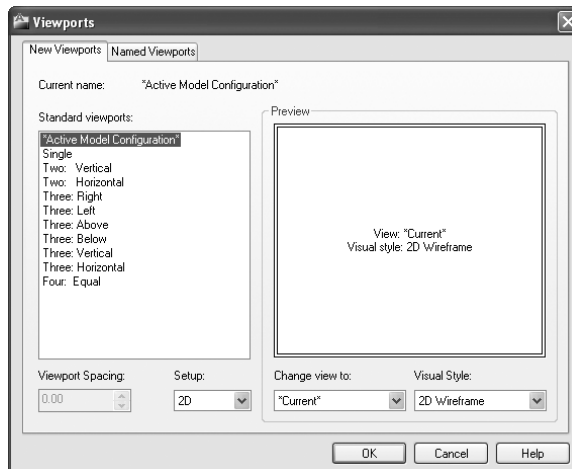 Viewports
New Viewports
Named Viewports
Current name: *Active Model Configuration*
Standard viewports:
*Active Model Configuration*
Single
Two: Vertical
Two: Horizontal
Three: Right
Three: Left
Three: Above
Three: Below
Three: Vertical
Three: Horizontal
Four: Equal
Preview
View: *Current*
Visual style: 2D Wireframe
Viewport Spacing:
Setup:
Change view to:
Visual Style:
0.00
2D
*Current*
2D Wireframe
OK
Cancel
Help